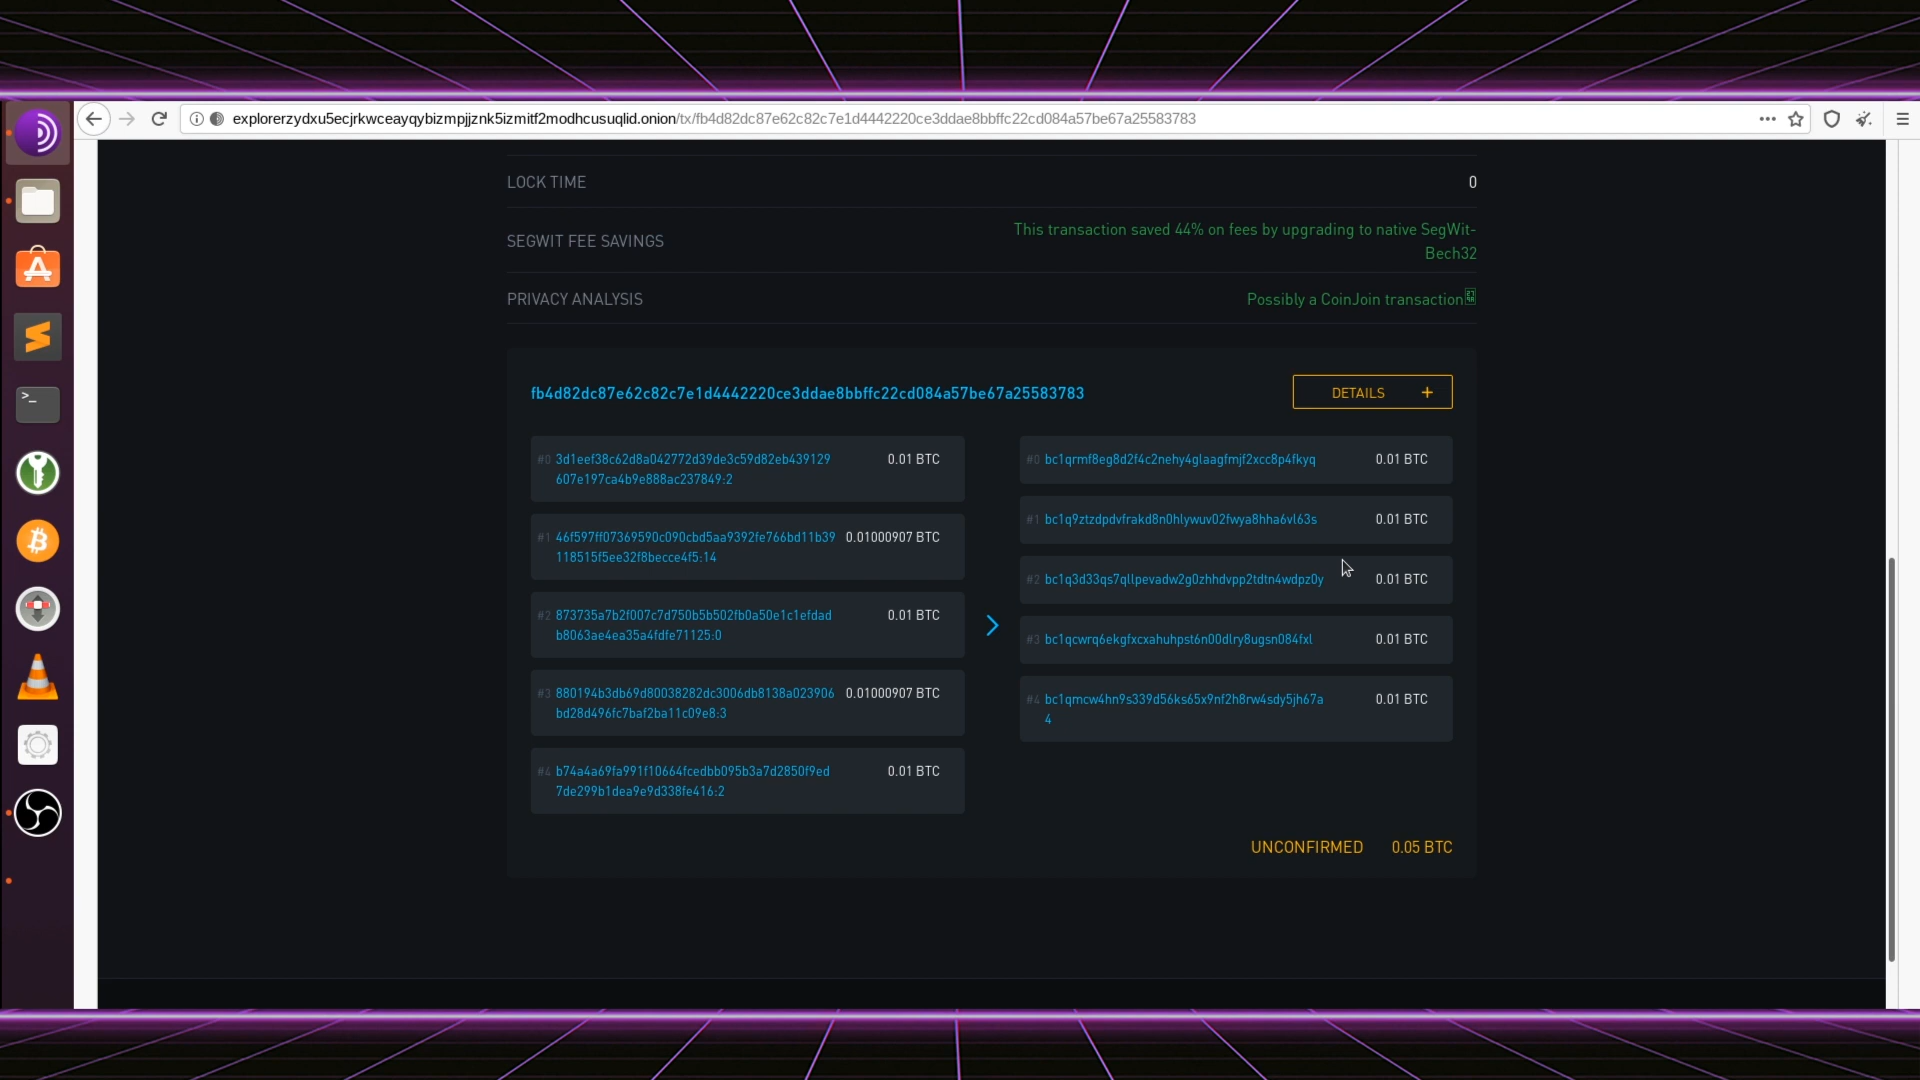 explorerzydxu5ecjrkwceayqybizmpjjznk5izmitf2modhcusuqlid.onion/tx/fb4d82dc87e62c82c7e1d4442220ce3ddae8bbffc22cd084a57be67a25583783
LOCK TIME 0
SEGWIT FEE SAVINGS This transaction saved 44% on fees by upgrading to native SegWit-
Bech32
PRIVACY ANALYSIS Possibly a CoinJoin transaction
fb4d82dc87e62c82c7e1d4442220ce3ddae8bbffc22cd084a57be67a25583783
DETAILS +
#0 3d1eef38c62d8a042772d39de3c59d82eb439129 0.01 BTC
607e197ca4b9e888ac237849:2
#1 46f597ff07369590c090cbd5aa9392fe766bd11b39 0.01000907 BTC
118515f5ee32f8becce4f5:14
#2 873735a7b2f007c7d750b5b502fb0a50e1c1efdad 0.01 BTC
b8063ae4ea35a4fdfe71125:0
#3 880194b3db69d80038282dc3006db8138a023906 0.01000907 BTC
bd28d496fc7baf2ba11c09e8:3
#4 b74a4a69fa991f10664fcedbb095b3a7d2850f9ed 0.01 BTC
7de299b1dea9e9d338fe416:2
#0 bc1qrmf8eg8d2f4c2nehy4glaagfmjf2xcc8p4fkyq 0.01 BTC
#1 bc1q9ztzdpdvfrakd8n0hlywuv02fwya8hha6vl63s 0.01 BTC
#2 bc1q3d33qs7qllpevadw2g0zhhdvpp2tdtn4wdpz0y 0.01 BTC
#3 bc1qcwrq6ekgfxcxahuhpst6n00dlry8ugsn084fxl 0.01 BTC
#4 bc1qmcw4hn9s339d56ks65x9nf2h8rw4sdy5jh67a 0.01 BTC
4
UNCONFIRMED 0.05 BTC